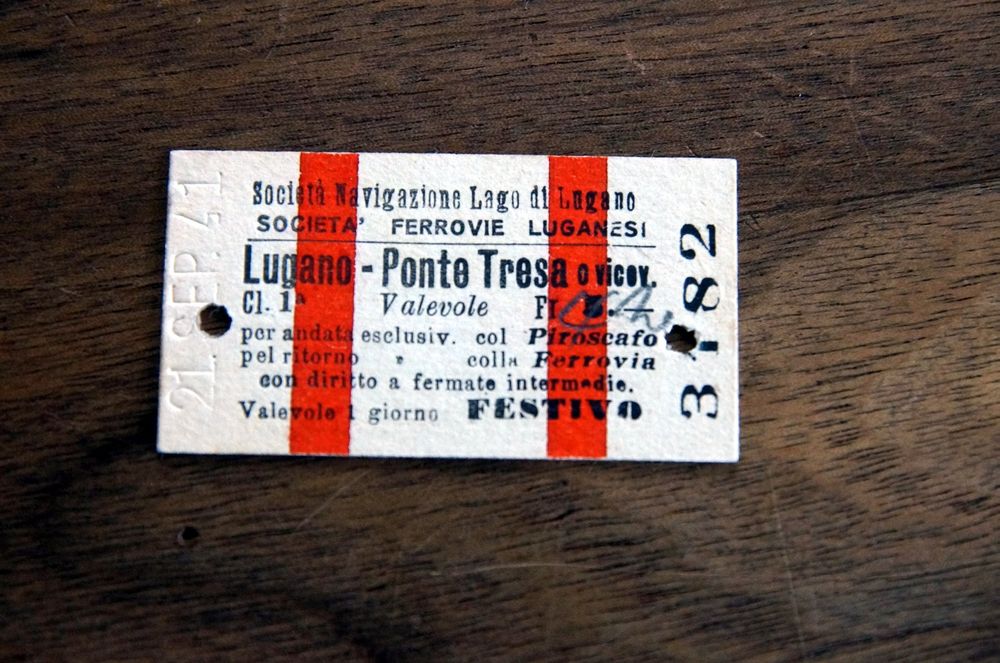 Società Navigazione Lago di Lugano
SOCIETA' FERROVIE LUGANESI
Lugano - Ponte Tresa o vicev.
Cl. 1ª Valevole Fr.
per andata esclusiv. col Piroscafo
pel ritorno " colla Ferrovia
con diritto a fermate intermedie.
Valevole 1 giorno FESTIVO
21. SEP. 41